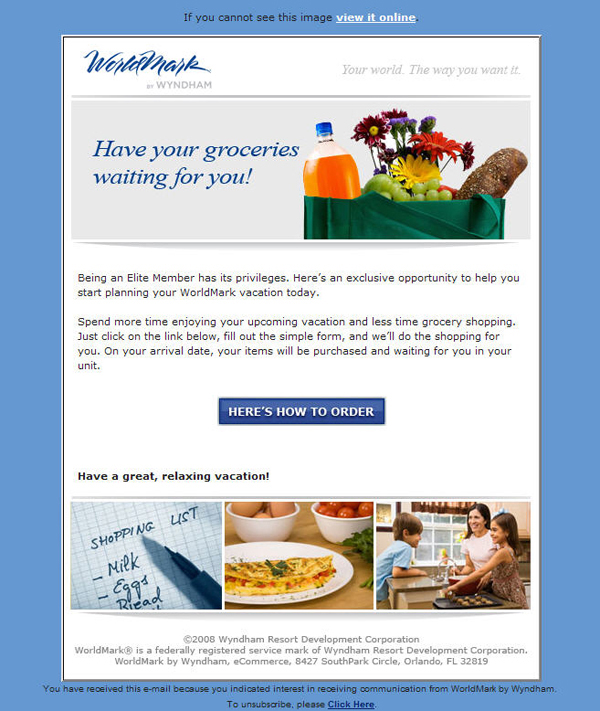 If you cannot see this image view it online.
WorldMark
BY WYNDHAM
Your world. The way you want it.
Have your groceries
waiting for you!
Being an Elite Member has its privileges. Here's an exclusive opportunity to help you
start planning your WorldMark vacation today.
Spend more time enjoying your upcoming vacation and less time grocery shopping.
Just click on the link below, fill out the simple form, and we'll do the shopping for
you. On your arrival date, your items will be purchased and waiting for you in your
unit.
HERE'S HOW TO ORDER
Have a great, relaxing vacation!
SHOPPING LIST
- Milk
- Eggs
Bread
©2008 Wyndham Resort Development Corporation
WorldMark® is a federally registered service mark of Wyndham Resort Development Corporation.
WorldMark by Wyndham, eCommerce, 8427 SouthPark Circle, Orlando, FL 32819
You have received this e-mail because you indicated interest in receiving communication from WorldMark by Wyndham.
To unsubscribe, please Click Here.